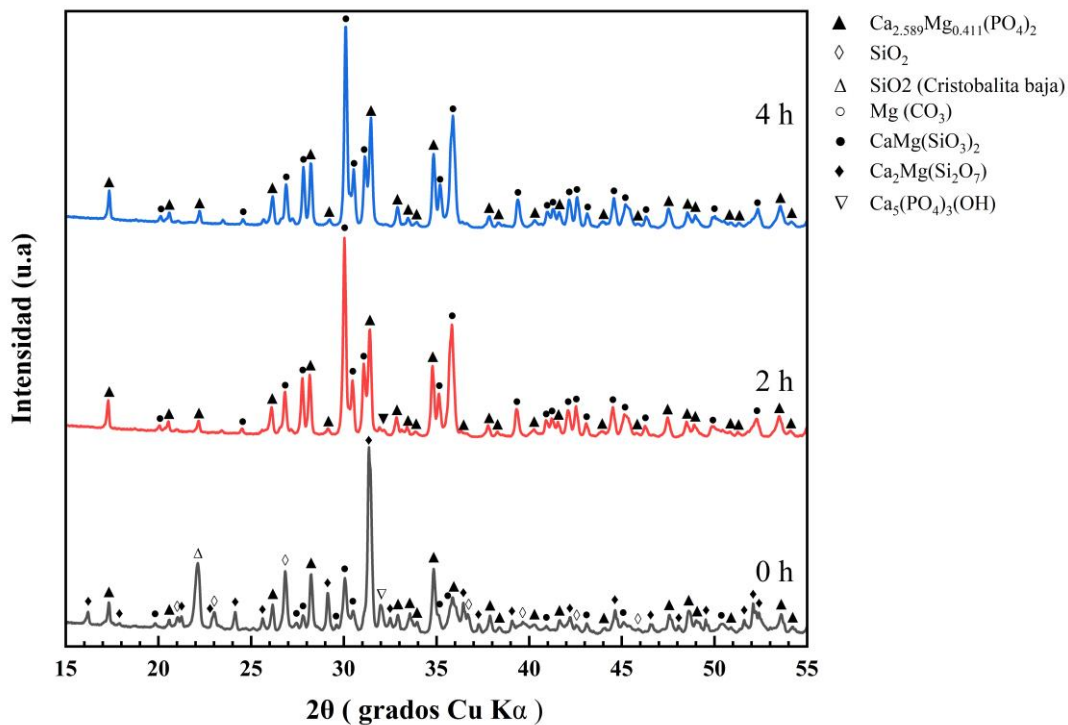 Ca2.589Mg0.411(PO4)2
SiO2
SiO2 (Cristobalita baja)
Mg (CO3)
CaMg(SiO3)2
Ca2Mg(Si2O7)
Ca5(PO4)3(OH)
4 h
2 h
0 h
Intensidad (u.a)
15 20 25 30 35 40 45 50 55
2θ ( grados Cu Kα )